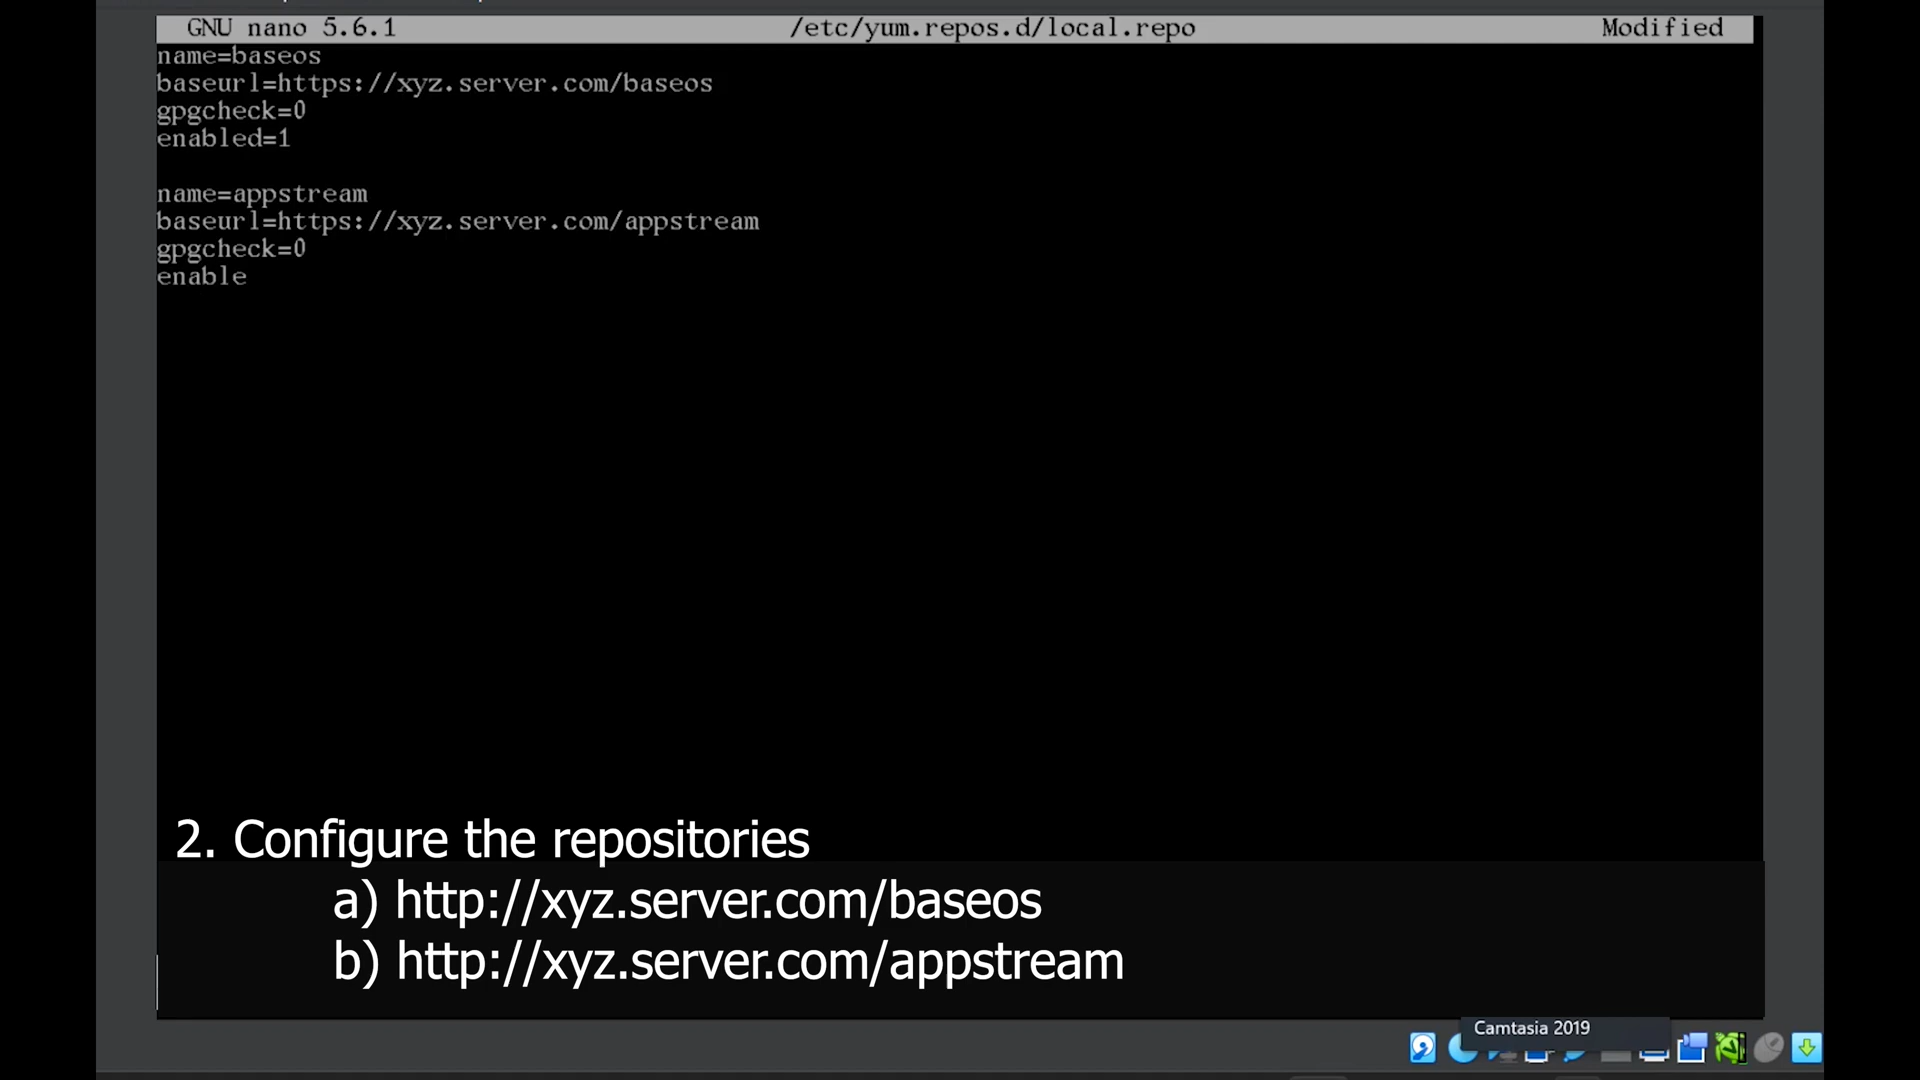 GNU nano 5.6.1 /etc/yum.repos.d/local.repo Modified
name=baseos
baseurl=https://xyz.server.com/baseos
gpgcheck=0
enabled=1
name=appstream
baseurl=https://xyz.server.com/appstream
gpgcheck=0
enable
2. Configure the repositories
a) http://xyz.server.com/baseos
b) http://xyz.server.com/appstream
Camtasia 2019